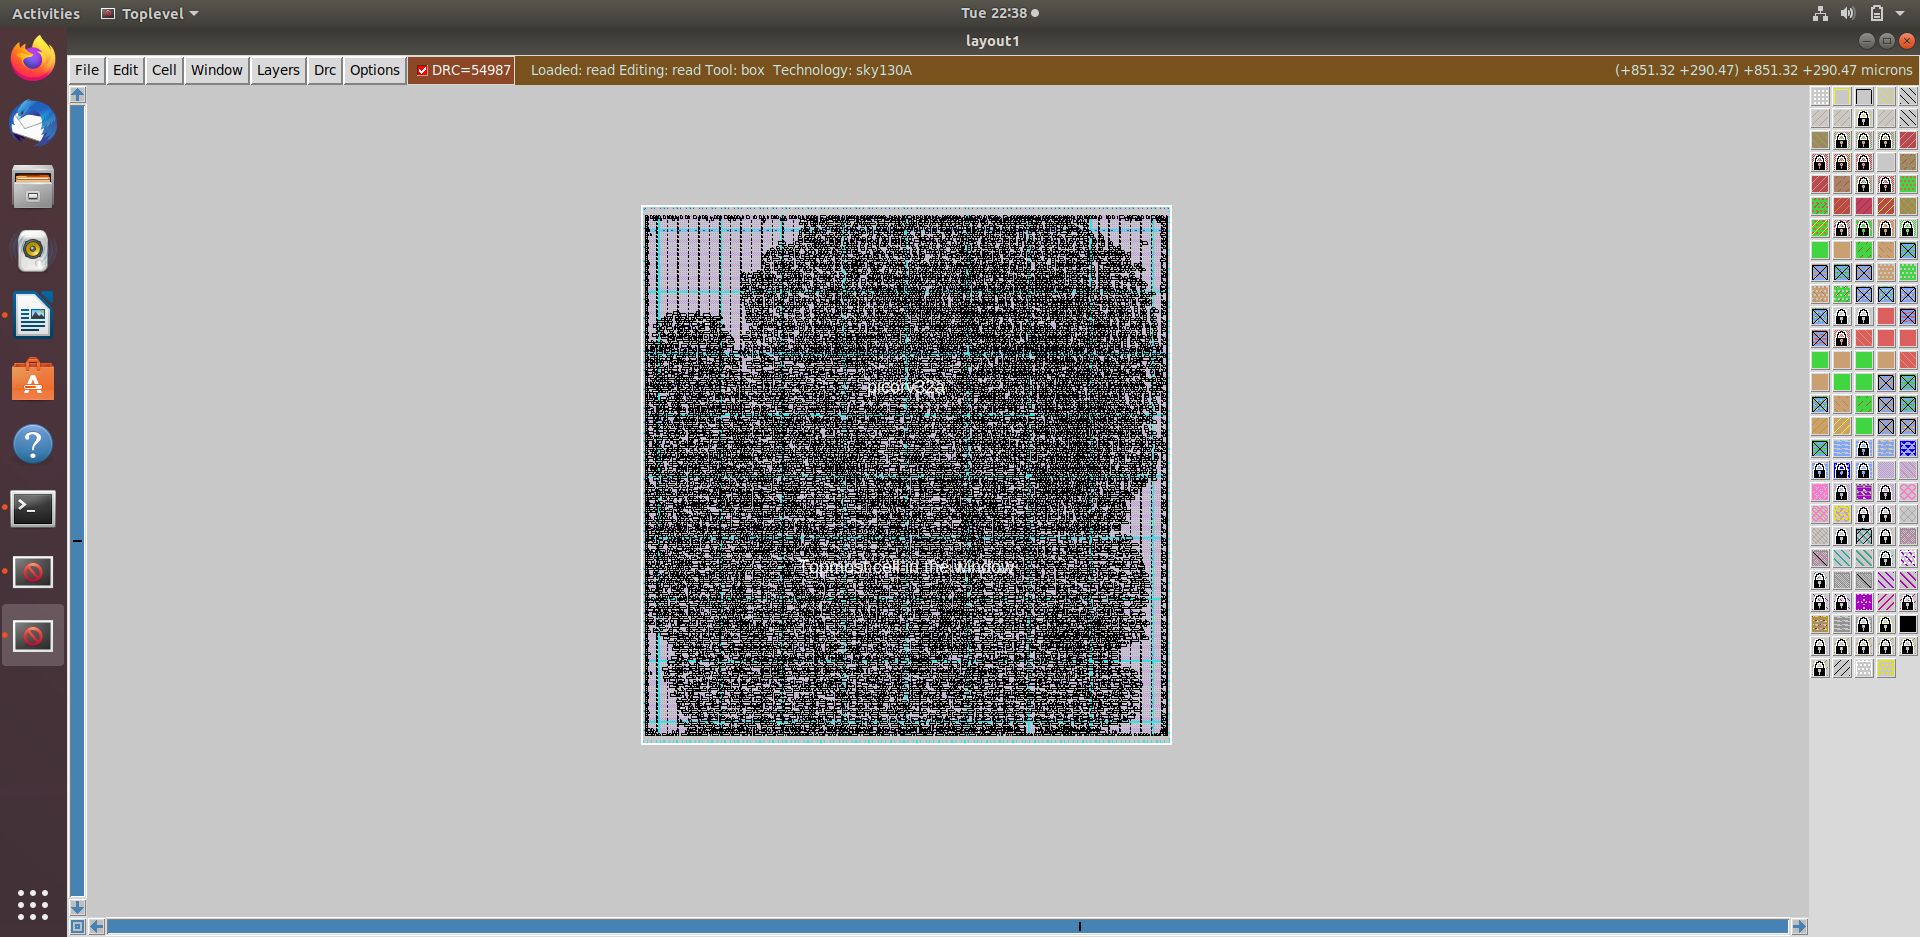 Activities Toplevel Tue 22:38
layout1
File Edit Cell Window Layers Drc Options DRC=54987 Loaded: read Editing: read Tool: box Technology: sky130A (+851.32 +290.47) +851.32 +290.47 microns
picorv32a
Topmost cell in the window